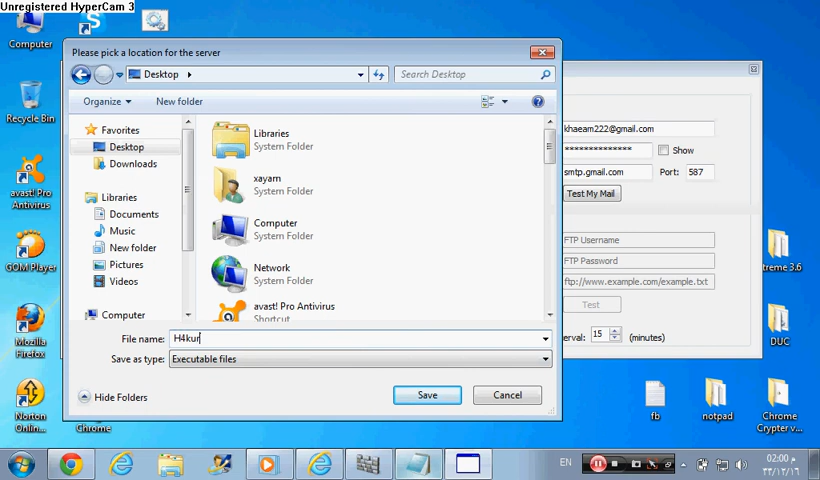 Unregistered HyperCam 3
Please pick a location for the server
Computer
Desktop
Search Desktop
Organize
New folder
khaeam222@gmail.com
Favorites
Libraries
System Folder
**************
Show
Recycle Bin
Desktop
Downloads
smtp.gmail.com
Port:
587
xayarn
System Folder
Test My Mail
avast! Pro
Antivirus
Libraries
Documents
Computer
System Folder
Music
FTP Username
New folder
FTP Password
GOM Player
Pictures
Network
System Folder
treme 3.6
Videos
ftp://www.example.com/example.txt
avast! Pro Antivirus
Shortcut
Test
Computer
File name:
H4kur
erval:
15
(minutes)
Mozilla
Firefox
DUC
Save as type:
Executable files
Hide Folders
Save
Cancel
Norton
Online...
Chrome
fb
notpad
Chrome
Crypter v...
EN
02:00 م
٣٣/١٢/١٦